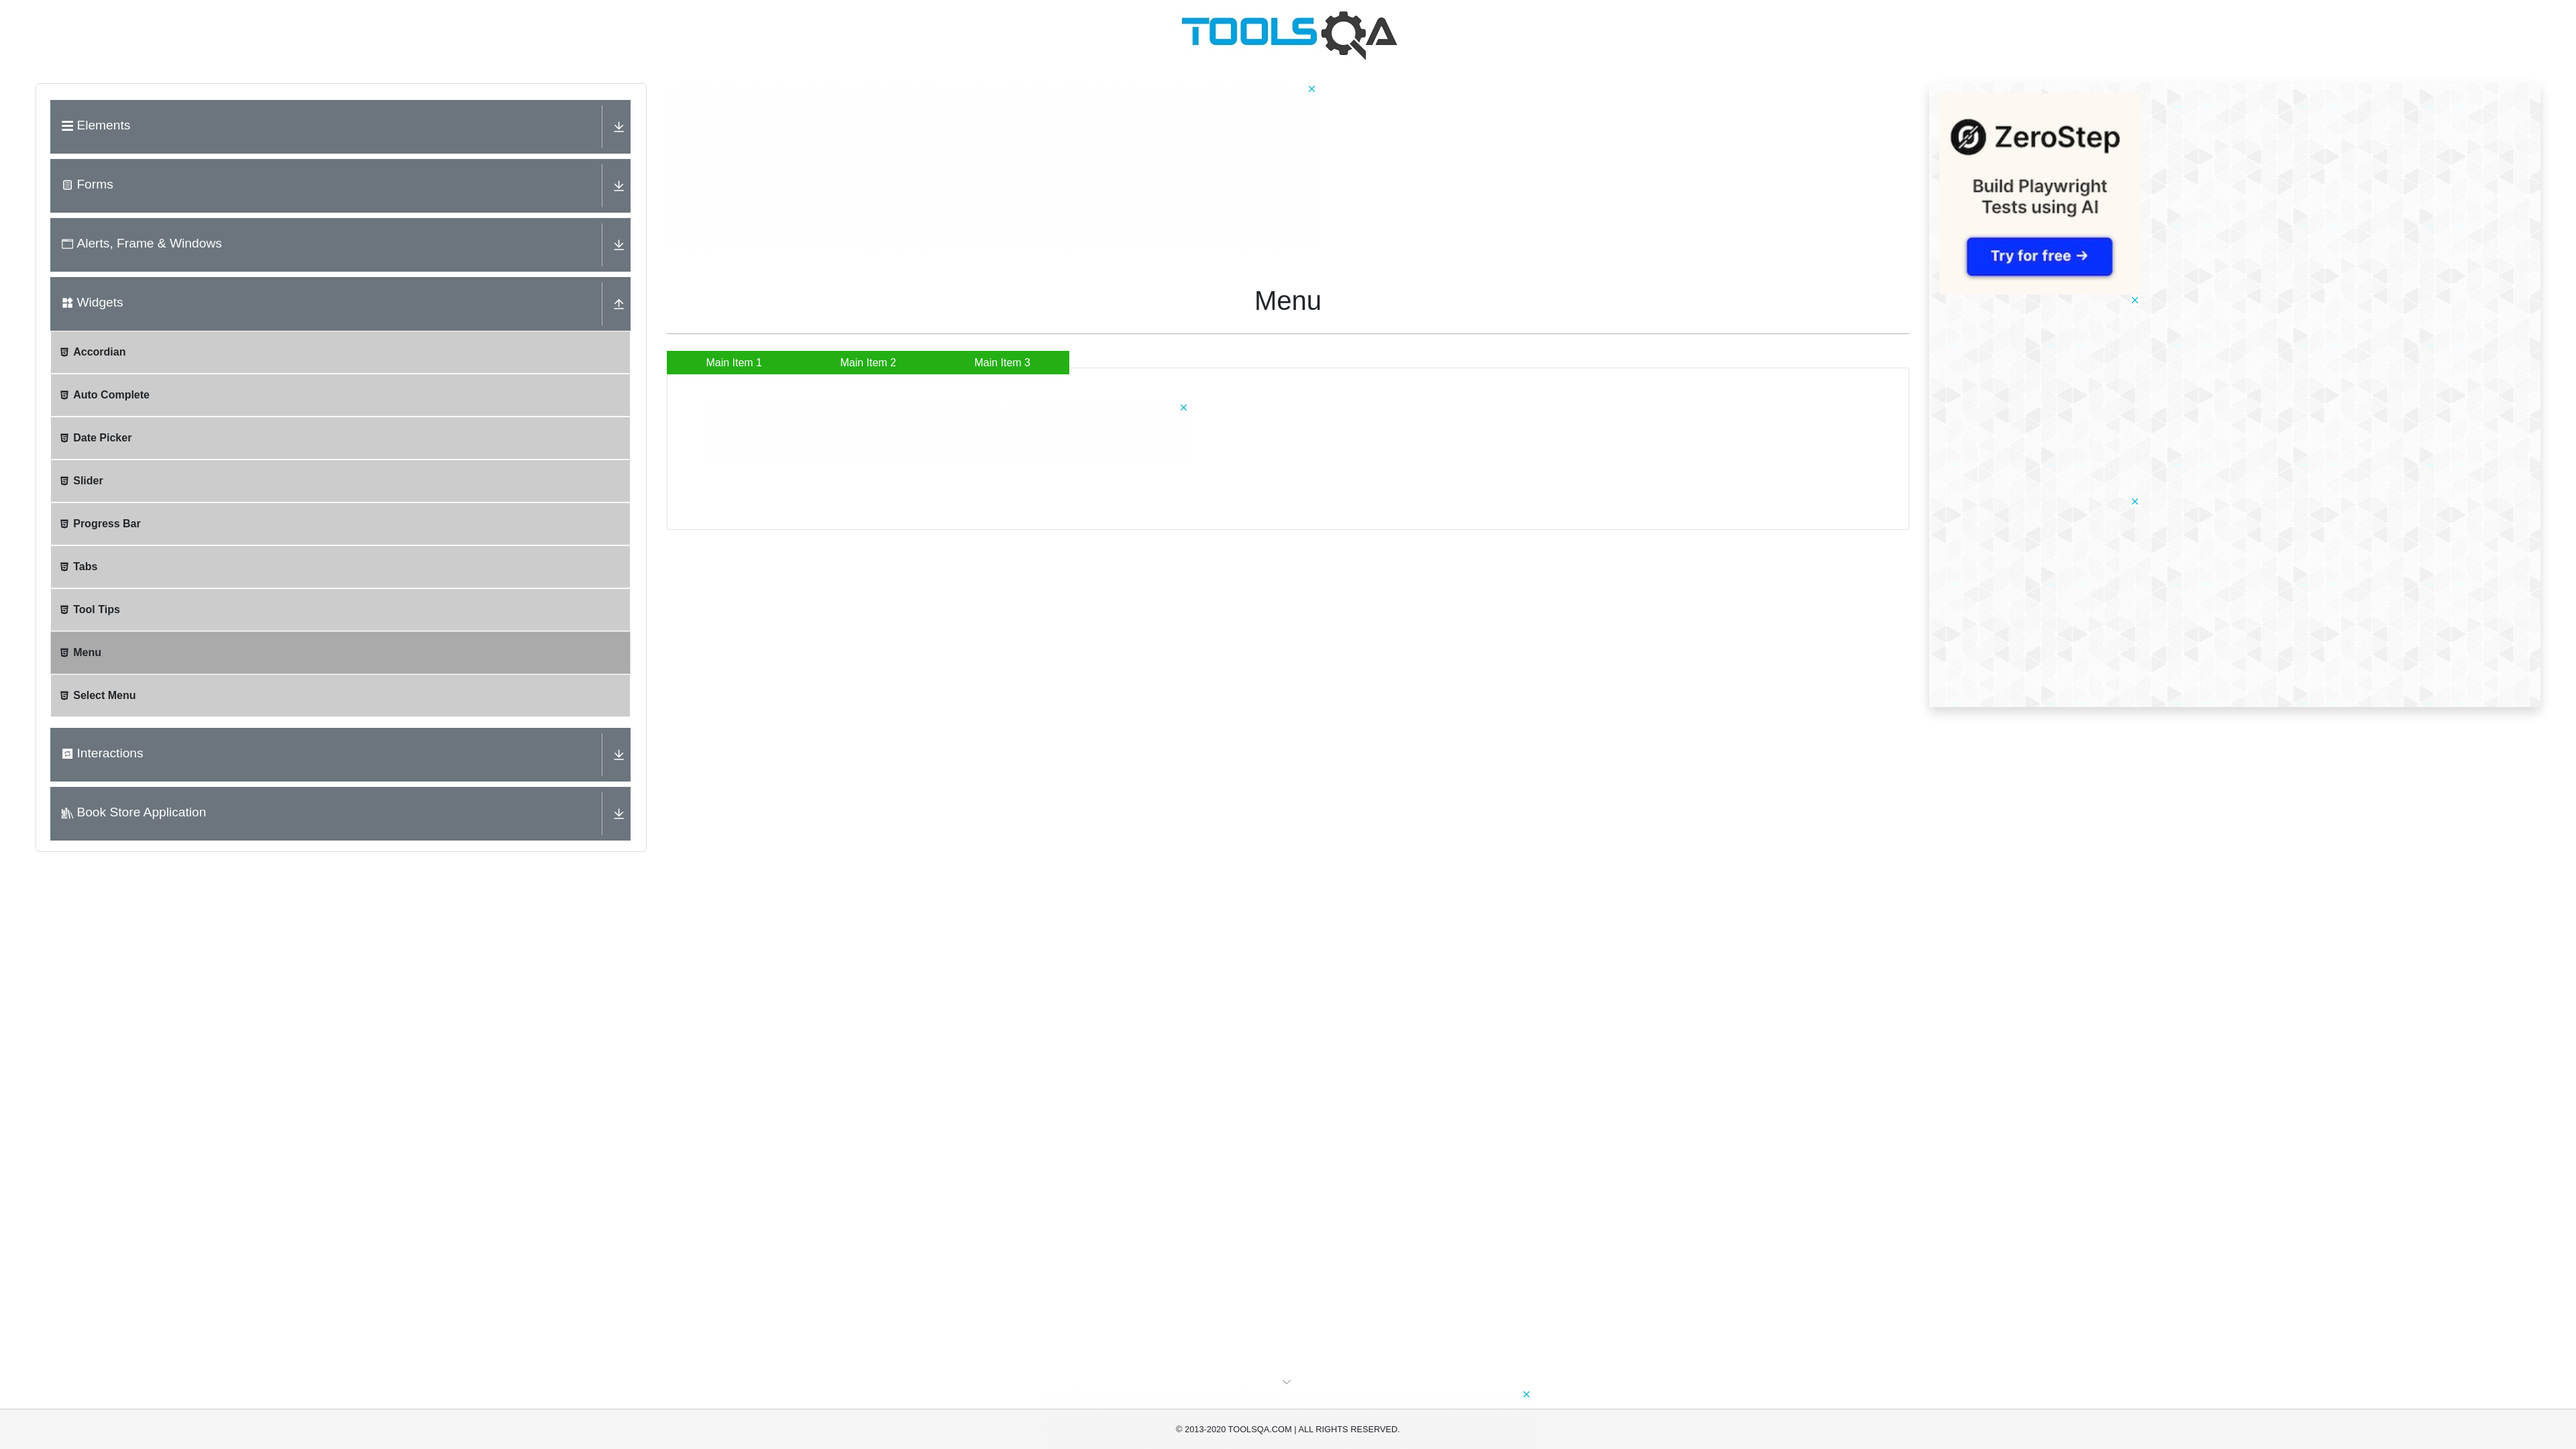 TOOLSQA
Elements
Forms
Alerts, Frame & Windows
Widgets
Accordian
Auto Complete
Date Picker
Slider
Progress Bar
Tabs
Tool Tips
Menu
Select Menu
Interactions
Book Store Application
Menu
Main Item 1
Main Item 2
Main Item 3
ZeroStep
Build Playwright
Tests using AI
Try for free →
© 2013-2020 TOOLSQA.COM | ALL RIGHTS RESERVED.